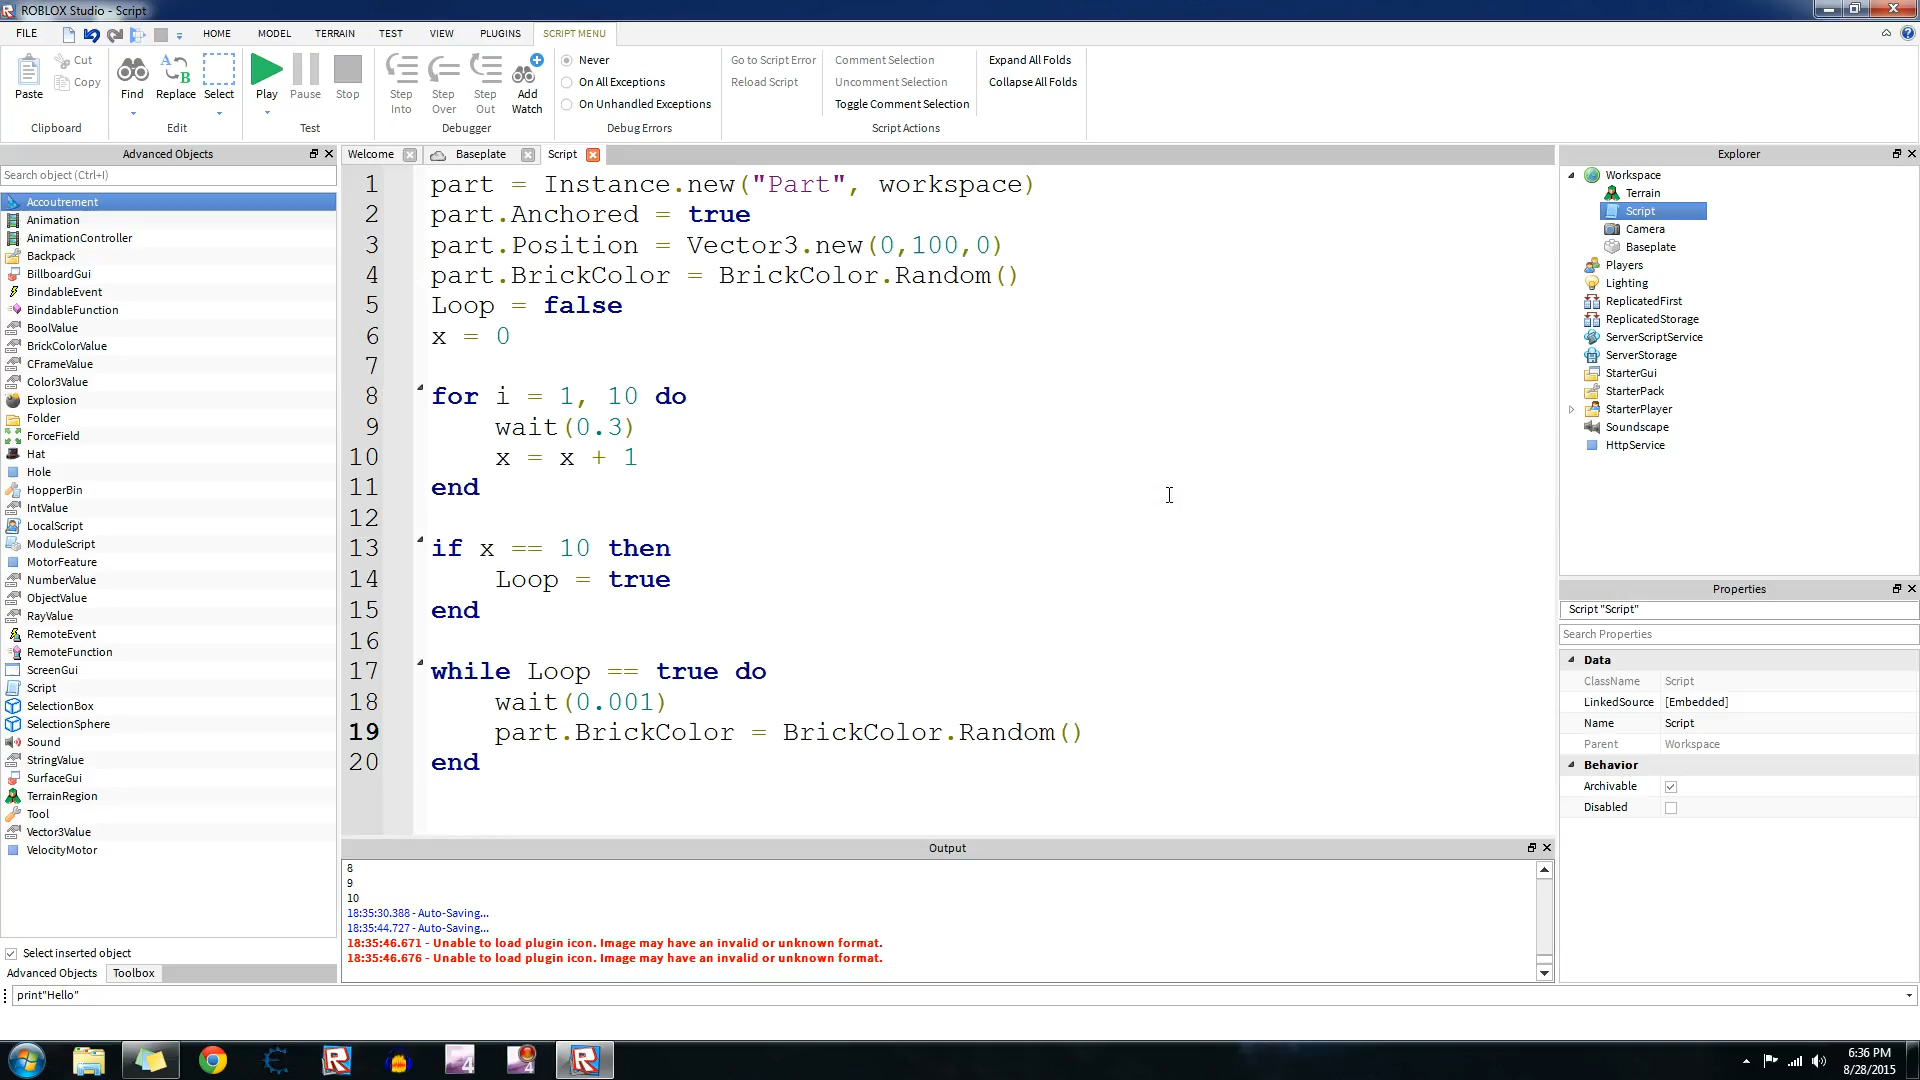 ROBLOX Studio - Script
FILE HOME MODEL TERRAIN TEST VIEW PLUGINS SCRIPT MENU
Paste
Cut
Copy
Clipboard
Find Replace Select
Edit
Play Pause Stop
Test
Step Into Step Over Step Out Add Watch
Debugger
Never
On All Exceptions
On Unhandled Exceptions
Debug Errors
Go to Script Error
Reload Script
Comment Selection
Uncomment Selection
Toggle Comment Selection
Expand All Folds
Collapse All Folds
Script Actions
Advanced Objects
Search object (Ctrl+I)
Accoutrement
Animation
AnimationController
Backpack
BillboardGui
BindableEvent
BindableFunction
BoolValue
BrickColorValue
CFrameValue
Color3Value
Explosion
Folder
ForceField
Hat
Hole
HopperBin
IntValue
LocalScript
ModuleScript
MotorFeature
NumberValue
ObjectValue
RayValue
RemoteEvent
RemoteFunction
ScreenGui
Script
SelectionBox
SelectionSphere
Sound
StringValue
SurfaceGui
TerrainRegion
Tool
Vector3Value
VelocityMotor
Select inserted object
Advanced Objects Toolbox
Welcome Baseplate Script
1 part = Instance.new("Part", workspace)
2 part.Anchored = true
3 part.Position = Vector3.new(0,100,0)
4 part.BrickColor = BrickColor.Random()
5 Loop = false
6 x = 0
7
8 for i = 1, 10 do
9 wait(0.3)
10 x = x + 1
11 end
12
13 if x == 10 then
14 Loop = true
15 end
16
17 while Loop == true do
18 wait(0.001)
19 part.BrickColor = BrickColor.Random()
20 end
Output
8
9
10
18:35:30.388 - Auto-Saving...
18:35:44.727 - Auto-Saving...
18:35:46.671 - Unable to load plugin icon. Image may have an invalid or unknown format.
18:35:46.676 - Unable to load plugin icon. Image may have an invalid or unknown format.
print"Hello"
Explorer
Workspace
Terrain
Script
Camera
Baseplate
Players
Lighting
ReplicatedFirst
ReplicatedStorage
ServerScriptService
ServerStorage
StarterGui
StarterPack
StarterPlayer
Soundscape
HttpService
Properties
Script "Script"
Search Properties
Data
ClassName Script
LinkedSource [Embedded]
Name Script
Parent Workspace
Behavior
Archivable
Disabled
6:36 PM
8/28/2015